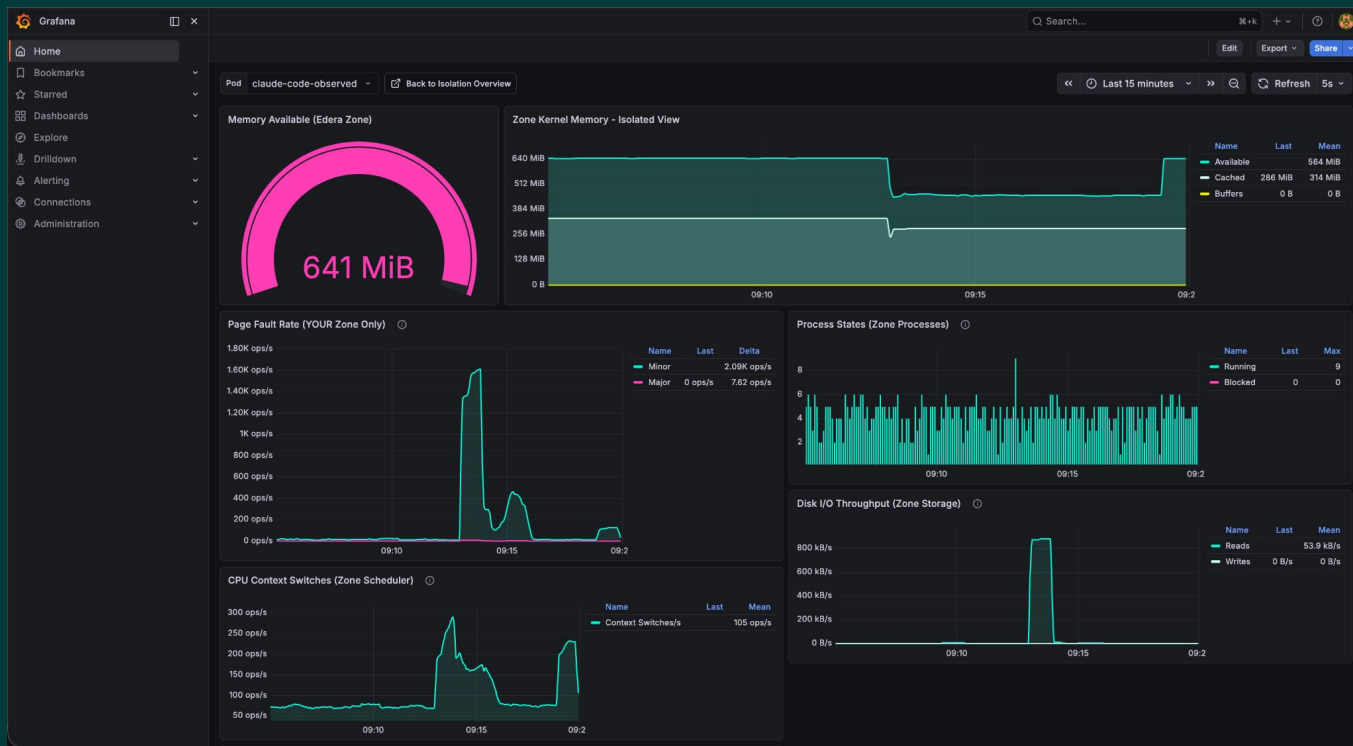 Grafana
Search...
⌘+k
Home
Bookmarks
Starred
Dashboards
Explore
Drilldown
Alerting
Connections
Administration
Edit
Export
Share
Pod
claude-code-observed
Back to Isolation Overview
Last 15 minutes
Refresh
5s
Memory Available (Edera Zone)
641 MiB
Zone Kernel Memory - Isolated View
640 MiB
512 MiB
384 MiB
256 MiB
128 MiB
0 B
09:10 09:15 09:2
Name Last Mean
Available 564 MiB
Cached 286 MiB 314 MiB
Buffers 0 B 0 B
Page Fault Rate (YOUR Zone Only)
1.80K ops/s
1.60K ops/s
1.40K ops/s
1.20K ops/s
1K ops/s
800 ops/s
600 ops/s
400 ops/s
200 ops/s
0 ops/s
09:10 09:15 09:2
Name Last Delta
Minor 2.09K ops/s
Major 0 ops/s 7.62 ops/s
Process States (Zone Processes)
8
6
4
2
09:10 09:15 09:2
Name Last Max
Running 9
Blocked 0 0
Disk I/O Throughput (Zone Storage)
800 kB/s
600 kB/s
400 kB/s
200 kB/s
0 B/s
09:10 09:15 09:2
Name Last Mean
Reads 53.9 kB/s
Writes 0 B/s 0 B/s
CPU Context Switches (Zone Scheduler)
300 ops/s
250 ops/s
200 ops/s
150 ops/s
100 ops/s
50 ops/s
09:10 09:15 09:2
Name Last Mean
Context Switches/s 105 ops/s